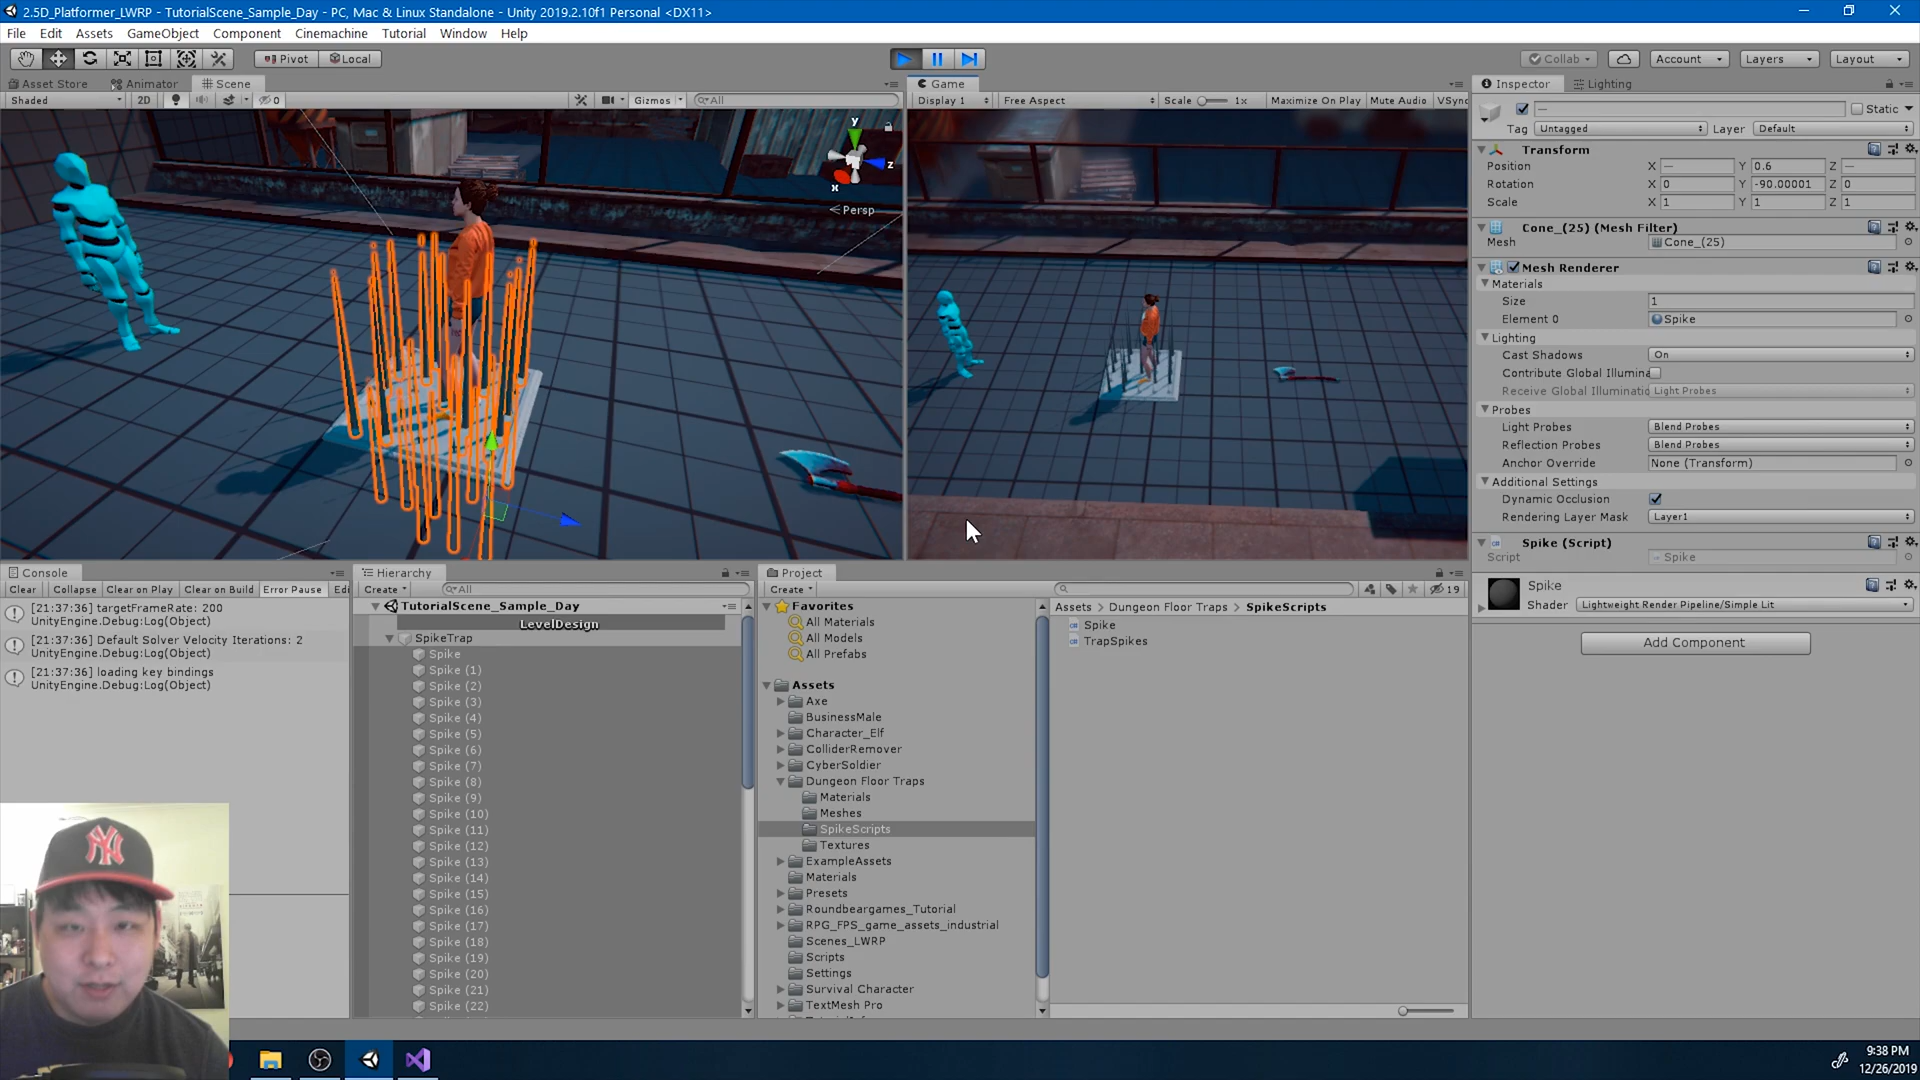 2.5D_Platformer_LWRP - TutorialScene_Sample_Day - PC, Mac & Linux Standalone - Unity 2019.2.10f1 Personal <DX11>
File Edit Assets GameObject Component Cinemachine Tutorial Window Help
Pivot Local Collab Account Layers Layout
Asset Store Animator Scene Game Inspector Lighting
Shaded 2D 0 Gizmos All Display 1 Free Aspect Scale 1x Maximize On Play Mute Audio VSync
Static
Tag Untagged Layer Default
y
z
x
Persp
Transform
Position X — Y 0.6 Z —
Rotation X 0 Y -90.00001 Z 0
Scale X 1 Y 1 Z 1
Cone_(25) (Mesh Filter)
Mesh Cone_(25)
Mesh Renderer
Materials
Size 1
Element 0 Spike
Lighting
Cast Shadows On
Contribute Global Illumina
Receive Global Illuminatio Light Probes
Probes
Light Probes Blend Probes
Reflection Probes Blend Probes
Anchor Override None (Transform)
Additional Settings
Dynamic Occlusion
Rendering Layer Mask Layer1
Spike (Script)
Script Spike
Spike
Shader Lightweight Render Pipeline/Simple Lit
Add Component
Console
Clear Collapse Clear on Play Clear on Build Error Pause Edi
[21:37:36] targetFrameRate: 200
UnityEngine.Debug:Log(Object)
[21:37:36] Default Solver Velocity Iterations: 2
UnityEngine.Debug:Log(Object)
[21:37:36] loading key bindings
UnityEngine.Debug:Log(Object)
Hierarchy
Create All
TutorialScene_Sample_Day
LevelDesign
SpikeTrap
Spike
Spike (1)
Spike (2)
Spike (3)
Spike (4)
Spike (5)
Spike (6)
Spike (7)
Spike (8)
Spike (9)
Spike (10)
Spike (11)
Spike (12)
Spike (13)
Spike (14)
Spike (15)
Spike (16)
Spike (17)
Spike (18)
Spike (19)
Spike (20)
Spike (21)
Spike (22)
Project
Create 19
Favorites
All Materials
All Models
All Prefabs
Assets
Axe
BusinessMale
Character_Elf
ColliderRemover
CyberSoldier
Dungeon Floor Traps
Materials
Meshes
SpikeScripts
Textures
ExampleAssets
Materials
Presets
Roundbeargames_Tutorial
RPG_FPS_game_assets_industrial
Scenes_LWRP
Scripts
Settings
Survival Character
TextMesh Pro
Assets Dungeon Floor Traps SpikeScripts
Spike
TrapSpikes
NY
9:38 PM
12/26/2019